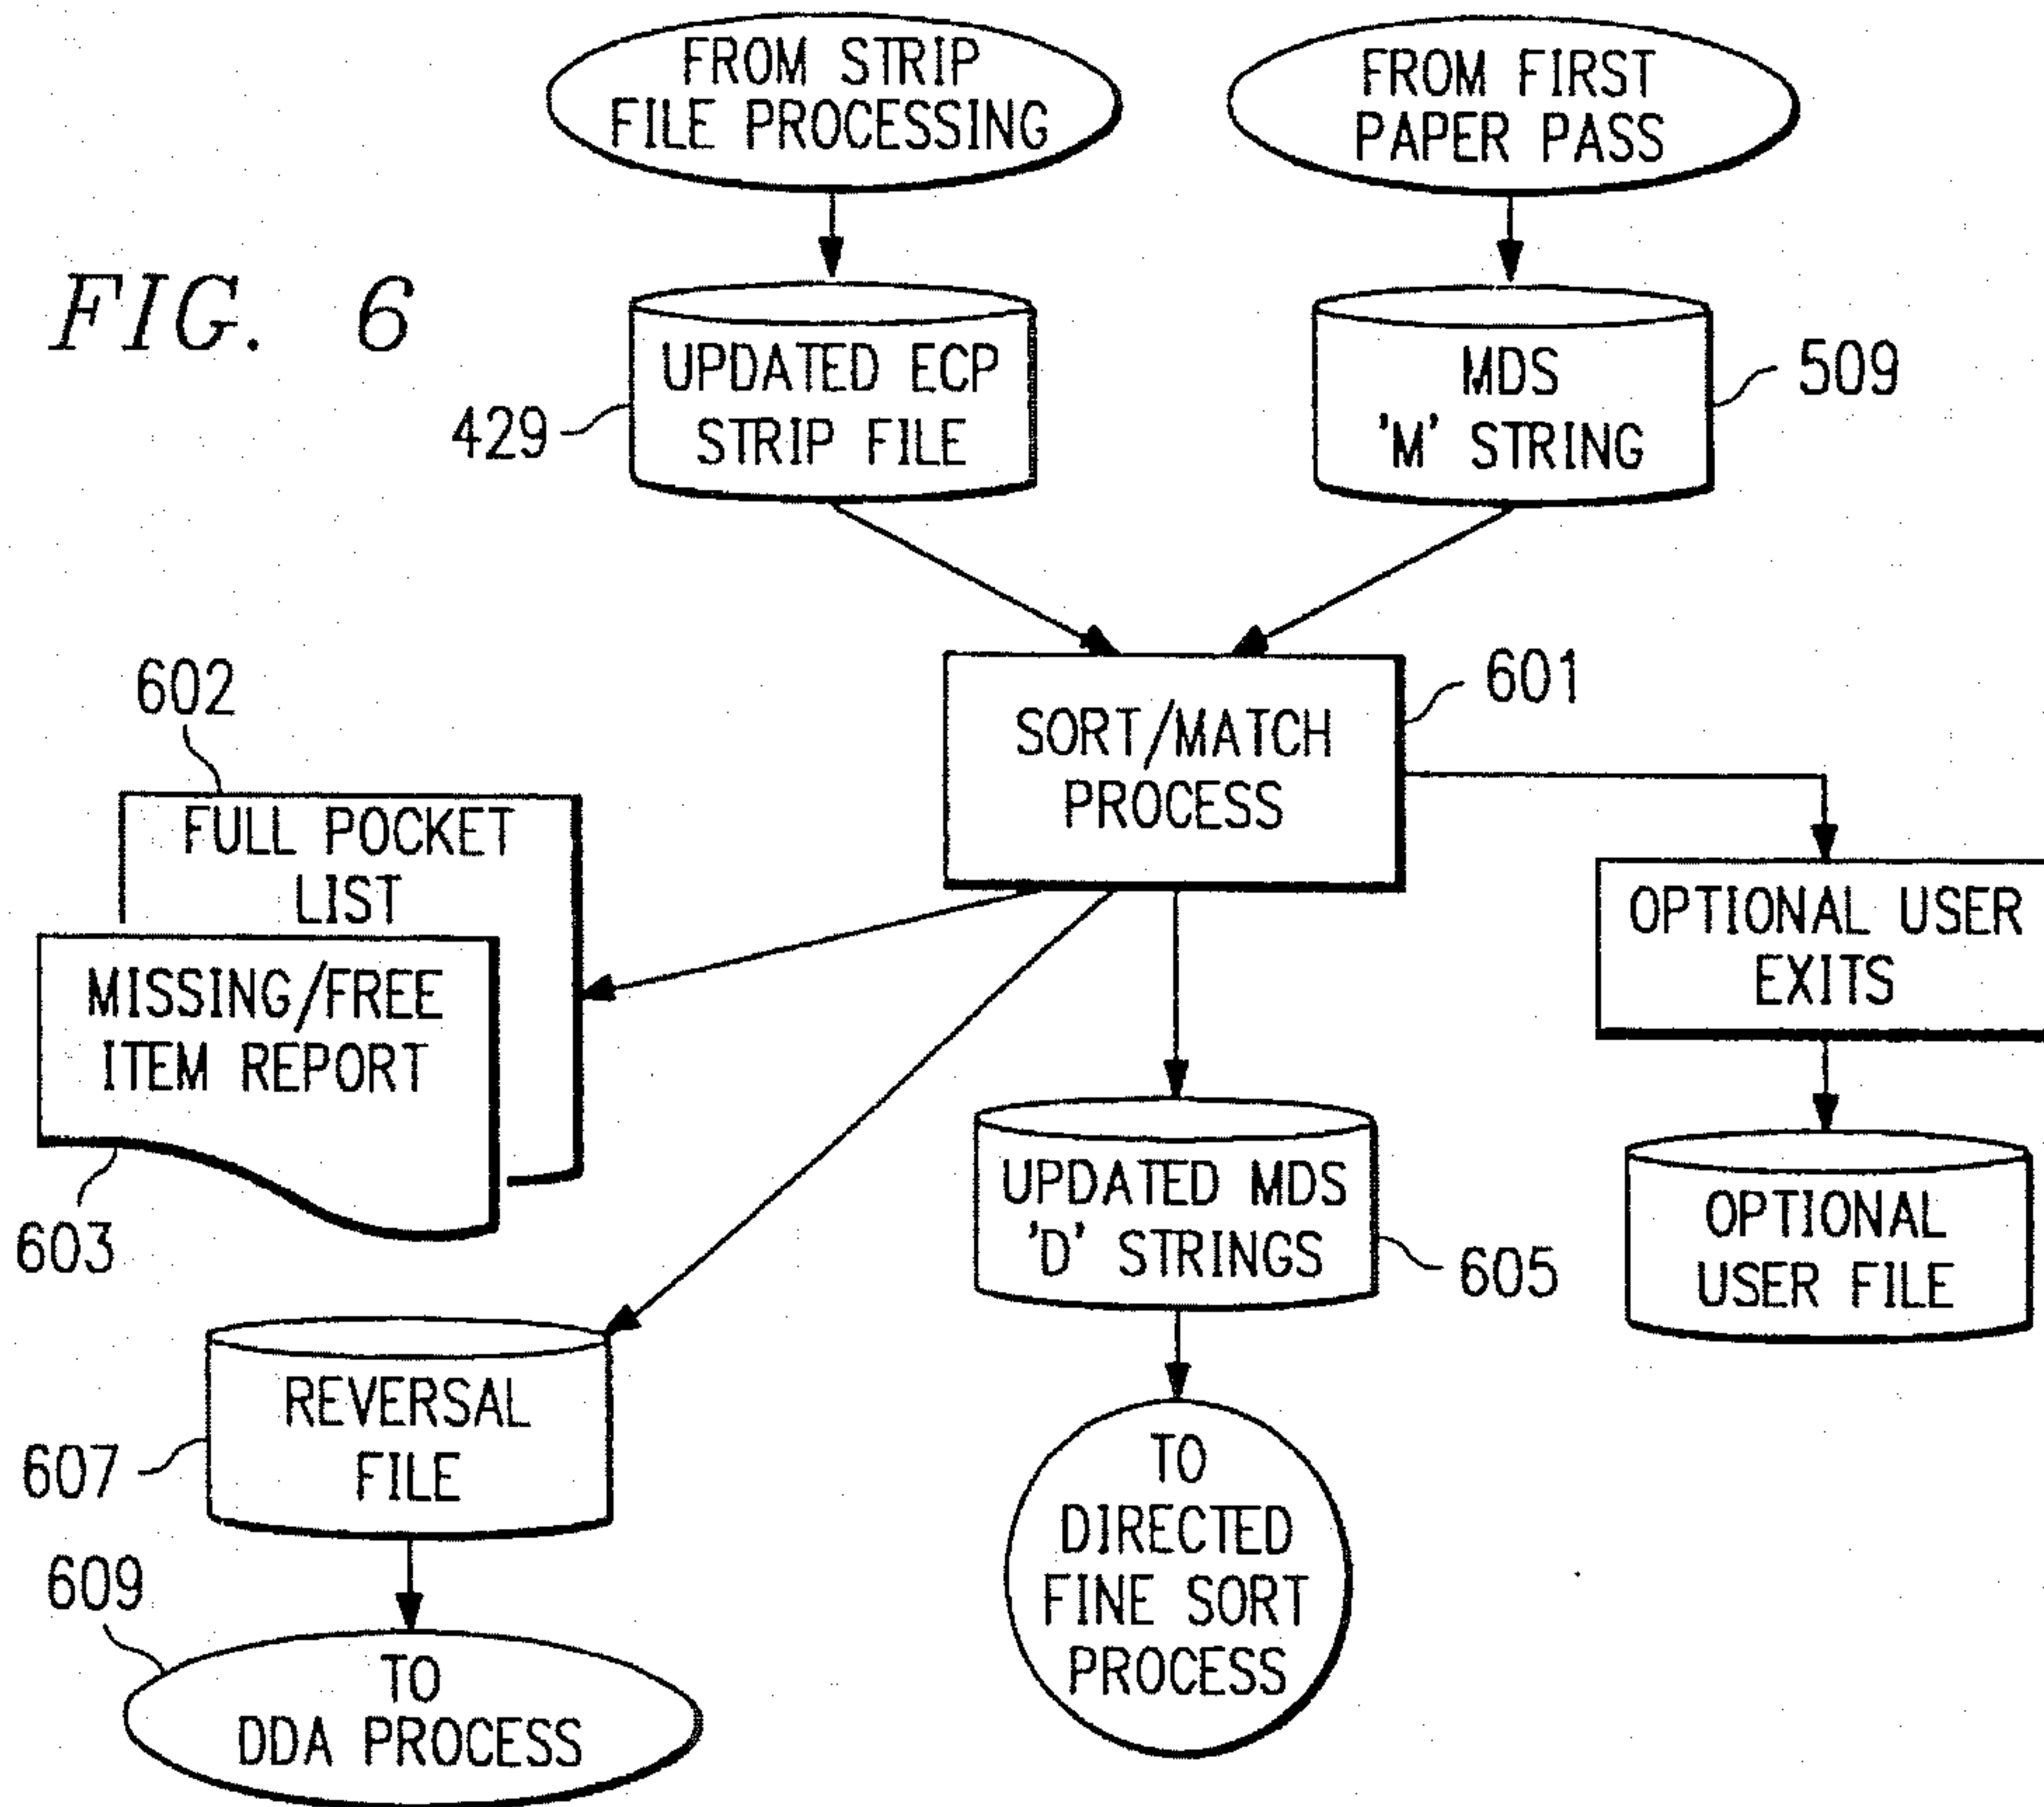 FROM STRIP
FILE PROCESSING
FROM FIRST
PAPER PASS
FIG. 6
UPDATED ECP
STRIP FILE
429
MDS
'M' STRING
509
SORT/MATCH
PROCESS
601
602
FULL POCKET
LIST
MISSING/FREE
ITEM REPORT
603
OPTIONAL USER
EXITS
UPDATED MDS
'D' STRINGS
605
OPTIONAL
USER FILE
REVERSAL
FILE
607
TO
DIRECTED
FINE SORT
PROCESS
609
TO
DDA PROCESS